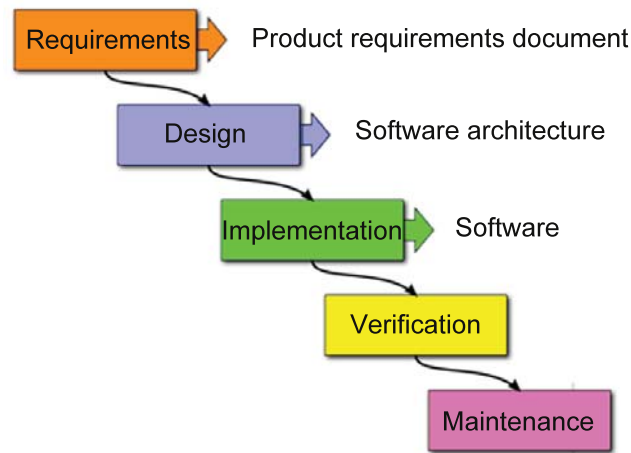 Requirements
Product requirements document
Design
Software architecture
Implementation
Software
Verification
Maintenance